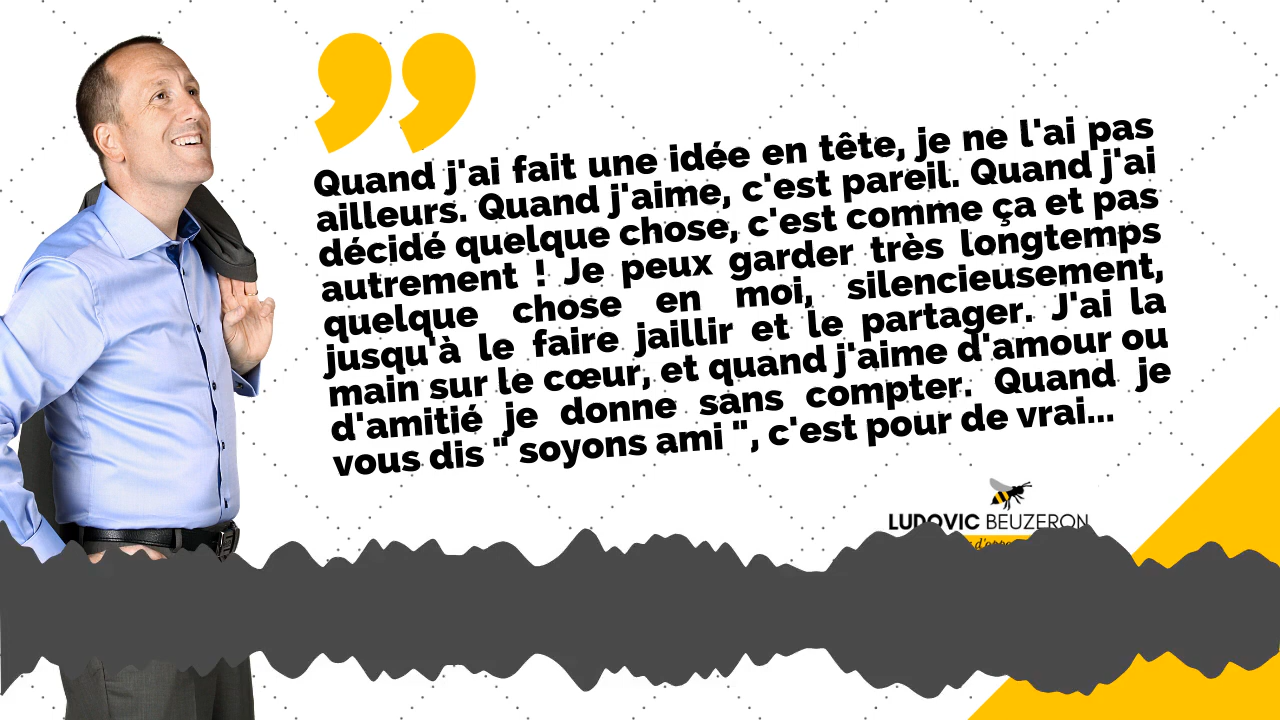 Quand j'ai fait une idée en tête, je ne l'ai pas
ailleurs. Quand j'aime, c'est pareil. Quand j'ai
décidé quelque chose, c'est comme ça et pas
autrement ! Je peux garder très longtemps
quelque chose en moi, silencieusement,
jusqu'à le faire jaillir et le partager. J'ai la
main sur le cœur, et quand j'aime d'amour ou
d'amitié je donne sans compter. Quand je
vous dis " soyons ami ", c'est pour de vrai...
LUDOVIC BEUZERON